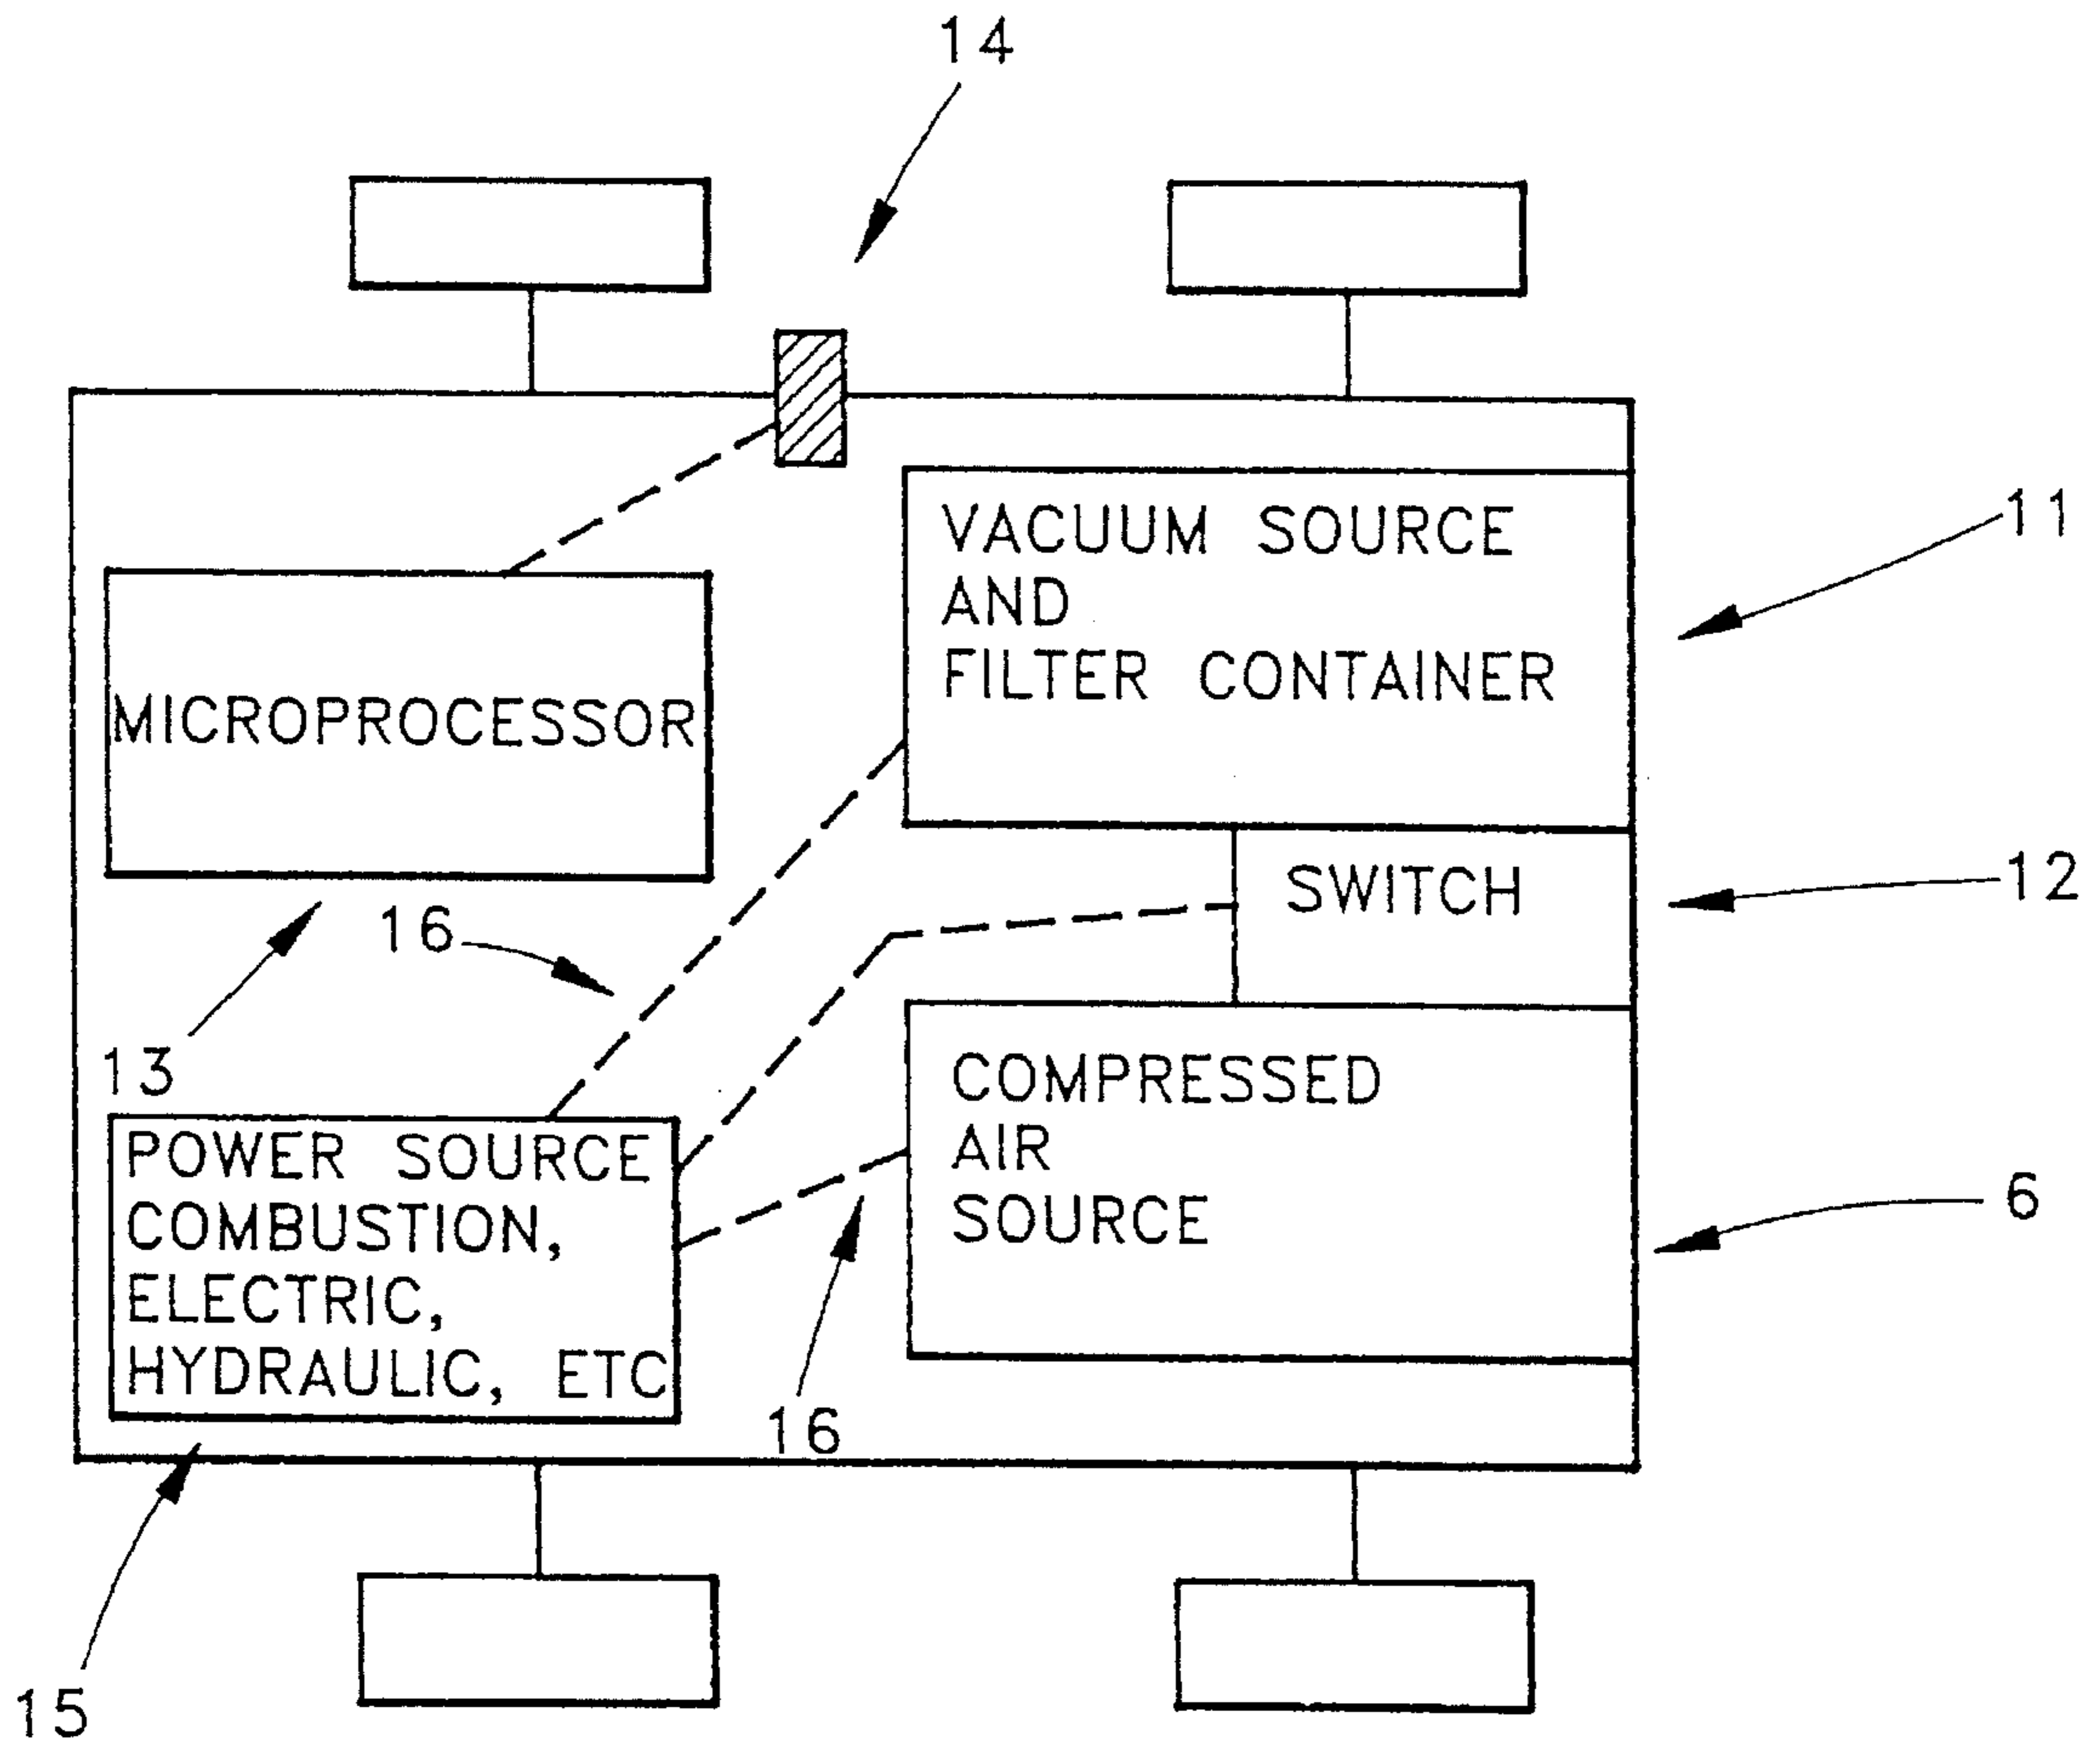 14
VACUUM SOURCE
AND
FILTER CONTAINER
11
MICROPROCESSOR
SWITCH
12
16
13
COMPRESSED
AIR
SOURCE
6
POWER SOURCE
COMBUSTION,
ELECTRIC,
HYDRAULIC, ETC
16
15